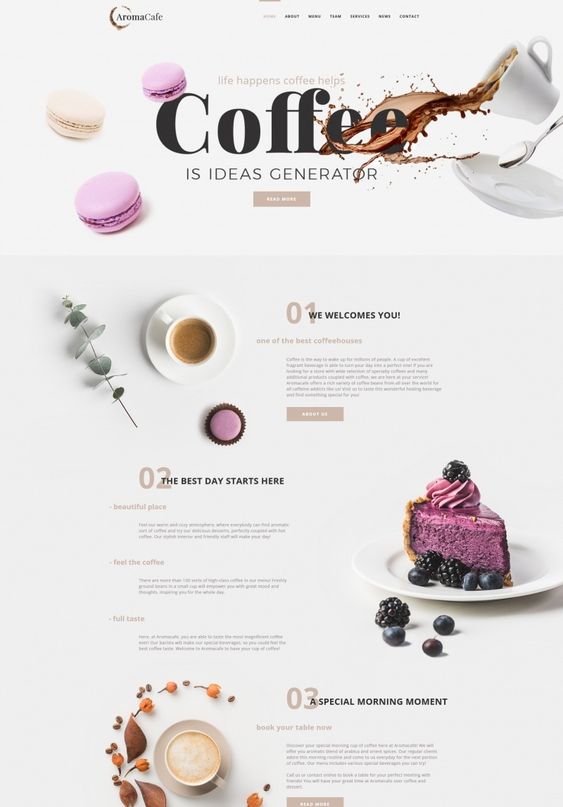 AromaCafe
HOME ABOUT MENU TEAM SERVICES NEWS CONTACT
life happens coffee helps
Coffee
IS IDEAS GENERATOR
READ MORE
01 WE WELCOMES YOU!
one of the best coffeehouses
Coffee is the way to wake up for millions of people. A cup of excellent
fragrant beverage is able to turn your day into a perfect one! If you are
looking for a store with wide selection of specialty coffees and many
additional products coupled with coffee, we are here at your service!
Aromacafe offers a rich variety of coffee beans from all over the world for
all caffeine addicts like us! Visit us to taste this wonderful healing beverage
and find something special for you!
ABOUT US
02 THE BEST DAY STARTS HERE
- beautiful place
Feel our warm and cozy atmosphere, where everybody can find aromatic
sort of coffee and try our delicious desserts, perfectly coupled with hot
coffee. Our stylish interior and friendly staff will make your day!
- feel the coffee
There are more than 100 sorts of high-class coffee in our menu! Freshly
ground beans in a small cup will empower you with great mood and
thoughts, inspiring you for the whole day.
- full taste
Here, at Aromacafe, you are able to taste the most magnificent coffee
ever! Our barista will make our special beverages, so you could feel the
best coffee taste. Welcome to Aromacafe to have your cup of coffee!
03 A SPECIAL MORNING MOMENT
book your table now
Discover your special morning cup of coffee here at Aromacafe! We will
offer you aromatic blend of arabica and orient spices. Our regular clients
adore this morning routine and come to us everyday for the next portion
of coffee. Our menu includes various special beverages you can try!
Call us or contact online to book a table for your perfect meeting with
friends! You will have your great time at Aromacafe over coffee and
dessert.
READ MORE